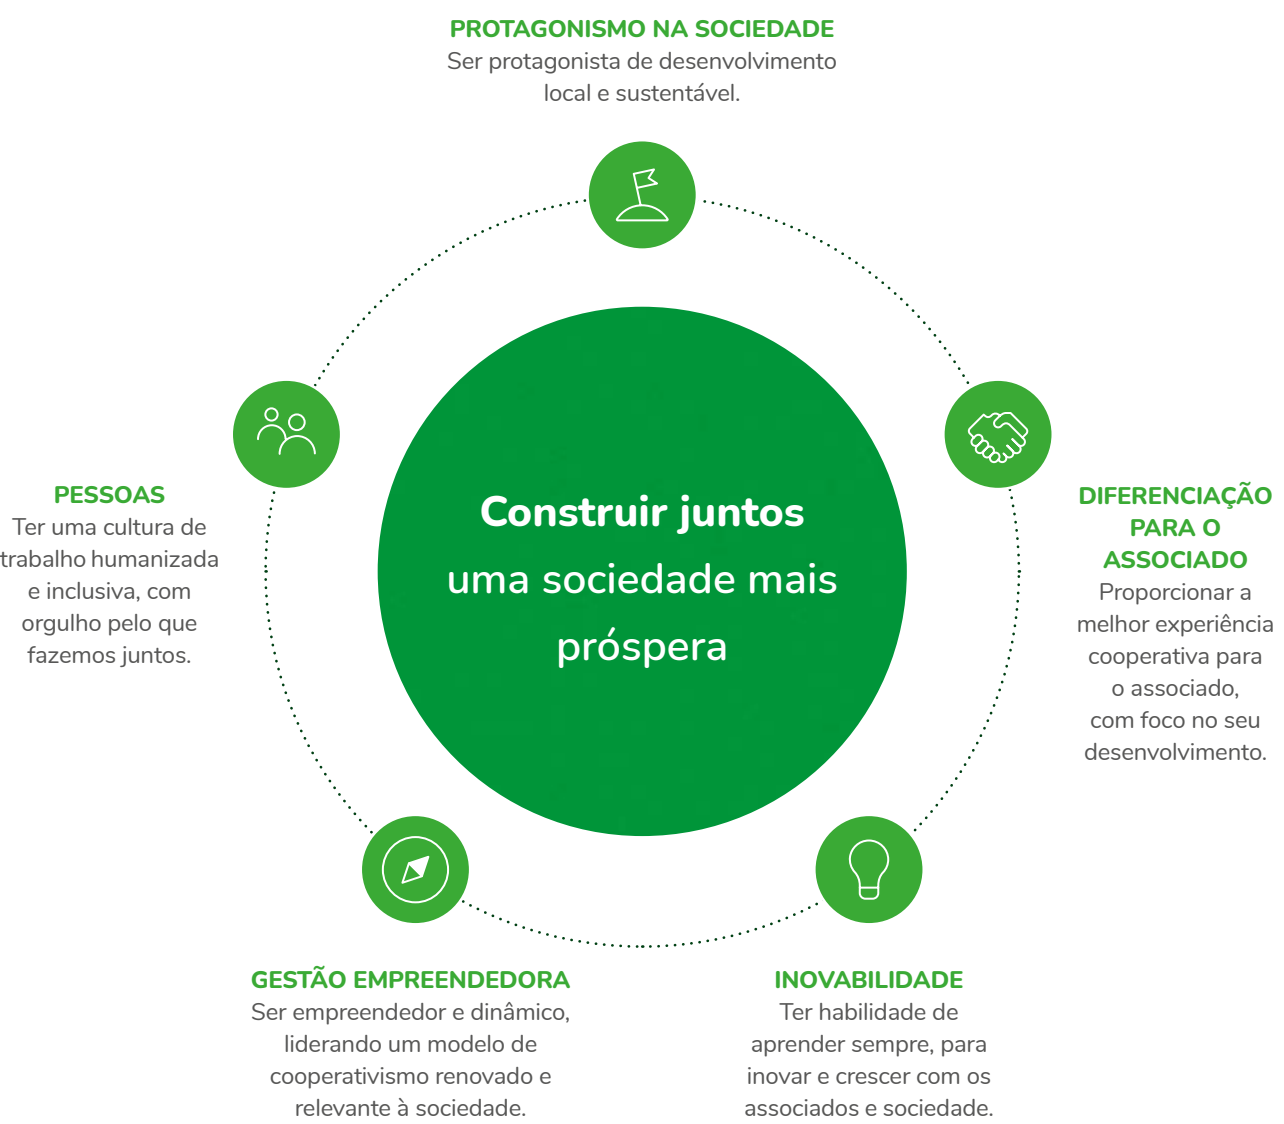 PROTAGONISMO NA SOCIEDADE
Ser protagonista de desenvolvimento
local e sustentável.
Construir juntos
uma sociedade mais
próspera
PESSOAS
Ter uma cultura de
trabalho humanizada
e inclusiva, com
orgulho pelo que
fazemos juntos.
DIFERENCIAÇÃO
PARA O
ASSOCIADO
Proporcionar a
melhor experiência
cooperativa para
o associado,
com foco no seu
desenvolvimento.
GESTÃO EMPREENDEDORA
Ser empreendedor e dinâmico,
liderando um modelo de
cooperativismo renovado e
relevante à sociedade.
INOVABILIDADE
Ter habilidade de
aprender sempre, para
inovar e crescer com os
associados e sociedade.